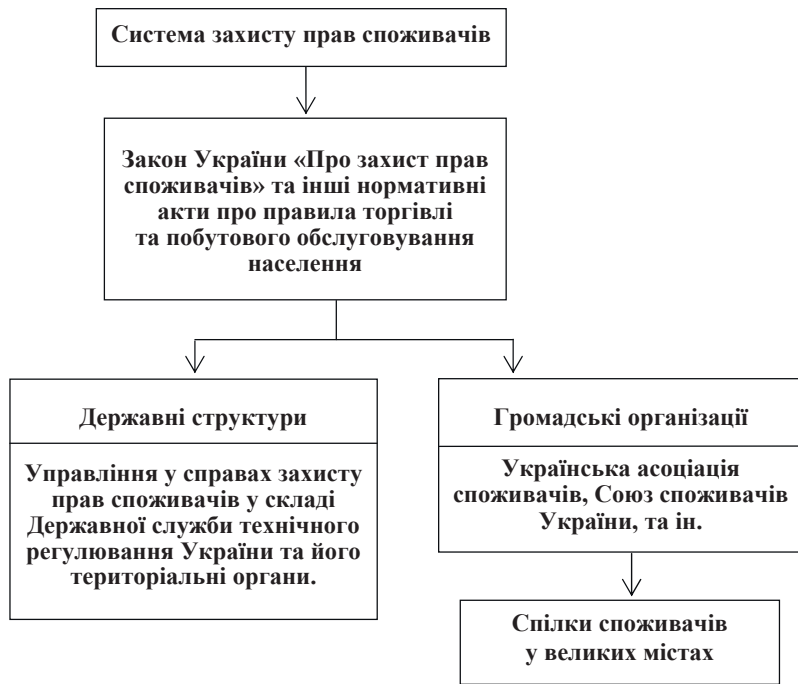 Система захисту прав споживачів
Закон України «Про захист прав
споживачів» та інші нормативні
акти про правила торгівлі
та побутового обслуговування
населення
Державні структури
Управління у справах захисту
прав споживачів у складі
Державної служби технічного
регулювання України та його
територіальні органи.
Громадські організації
Українська асоціація
споживачів, Союз споживачів
України, та ін.
Спілки споживачів
у великих містах